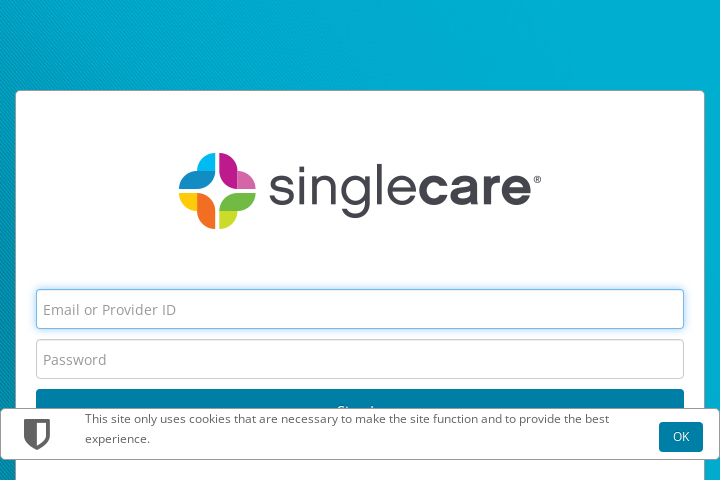 singlecare®
Email or Provider ID
Password
This site only uses cookies that are necessary to make the site function and to provide the best
experience.
OK